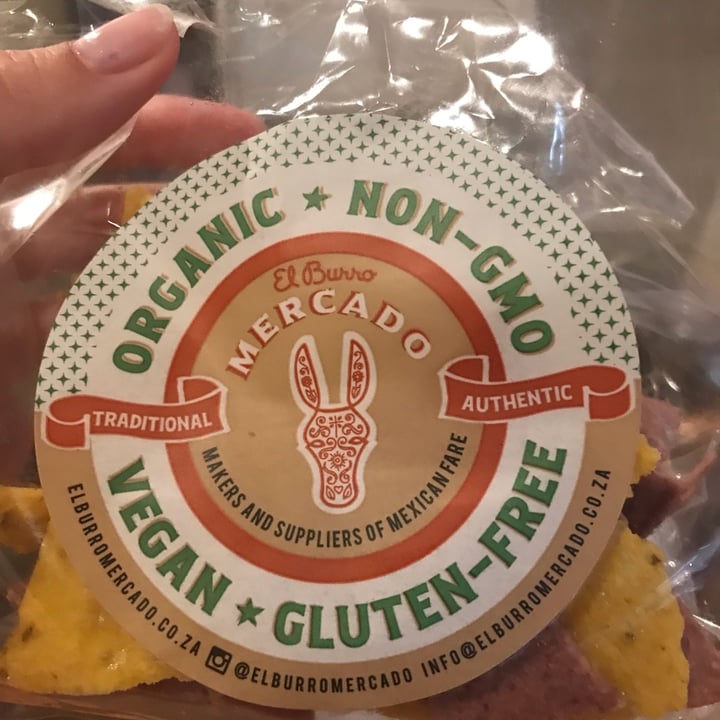 ORGANIC ★ NON-GMO
El Burro
MERCADO
TRADITIONAL
AUTHENTIC
MAKERS AND SUPPLIERS OF MEXICAN FARE
VEGAN ★ GLUTEN-FREE
ELBURROMERCADO.CO.ZA @ELBURROMERCADO INFO@ELBURROMERCADO.CO.ZA